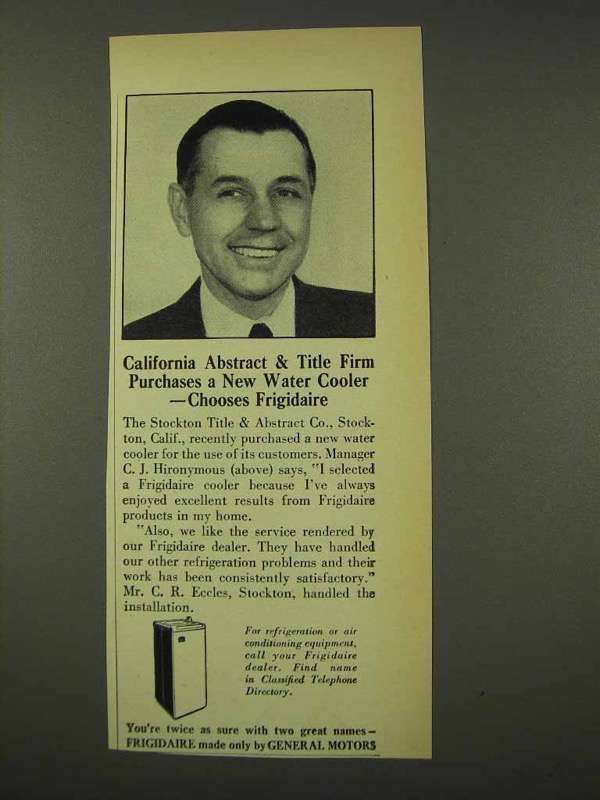 California Abstract & Title Firm
Purchases a New Water Cooler
—Chooses Frigidaire
The Stockton Title & Abstract Co., Stock-
ton, Calif., recently purchased a new water
cooler for the use of its customers. Manager
C. J. Hironymous (above) says, "I selected
a Frigidaire cooler because I've always
enjoyed excellent results from Frigidaire
products in my home.
"Also, we like the service rendered by
our Frigidaire dealer. They have handled
our other refrigeration problems and their
work has been consistently satisfactory."
Mr. C. R. Eccles, Stockton, handled the
installation.
For refrigeration or air
conditioning equipment,
call your Frigidaire
dealer. Find name
in Classified Telephone
Directory.
You're twice as sure with two great names—
FRIGIDAIRE made only by GENERAL MOTORS